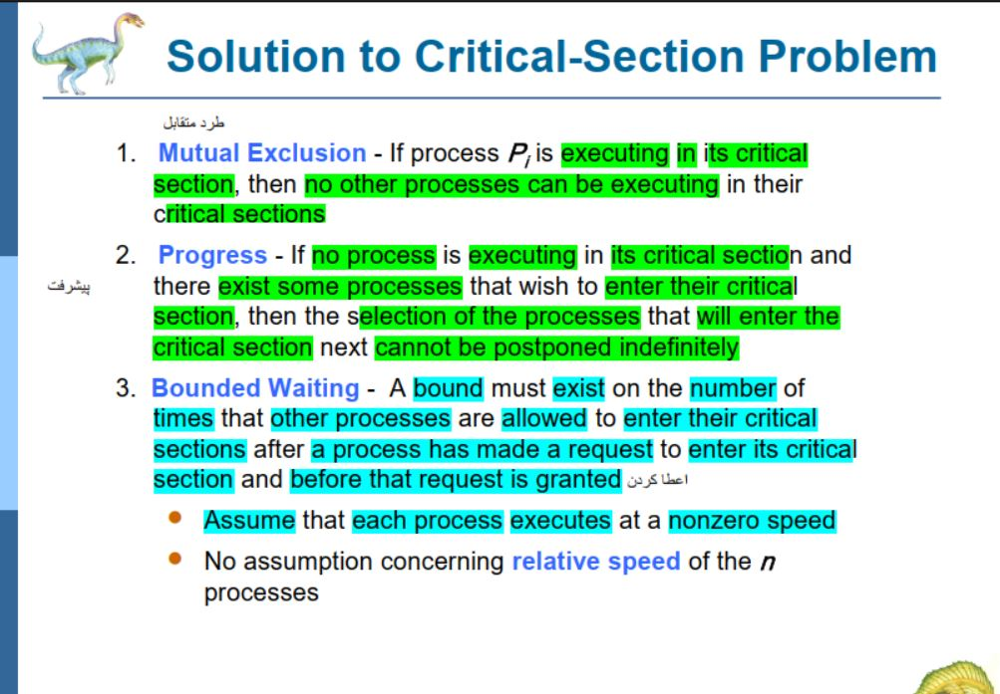 Solution to Critical-Section Problem
طرد متقابل
1. Mutual Exclusion - If process Pi is executing in its critical
section, then no other processes can be executing in their
critical sections
2. Progress - If no process is executing in its critical section and
پیشرفت there exist some processes that wish to enter their critical
section, then the selection of the processes that will enter the
critical section next cannot be postponed indefinitely
3. Bounded Waiting - A bound must exist on the number of
times that other processes are allowed to enter their critical
sections after a process has made a request to enter its critical
section and before that request is granted اعطا کردن
• Assume that each process executes at a nonzero speed
• No assumption concerning relative speed of the n
processes